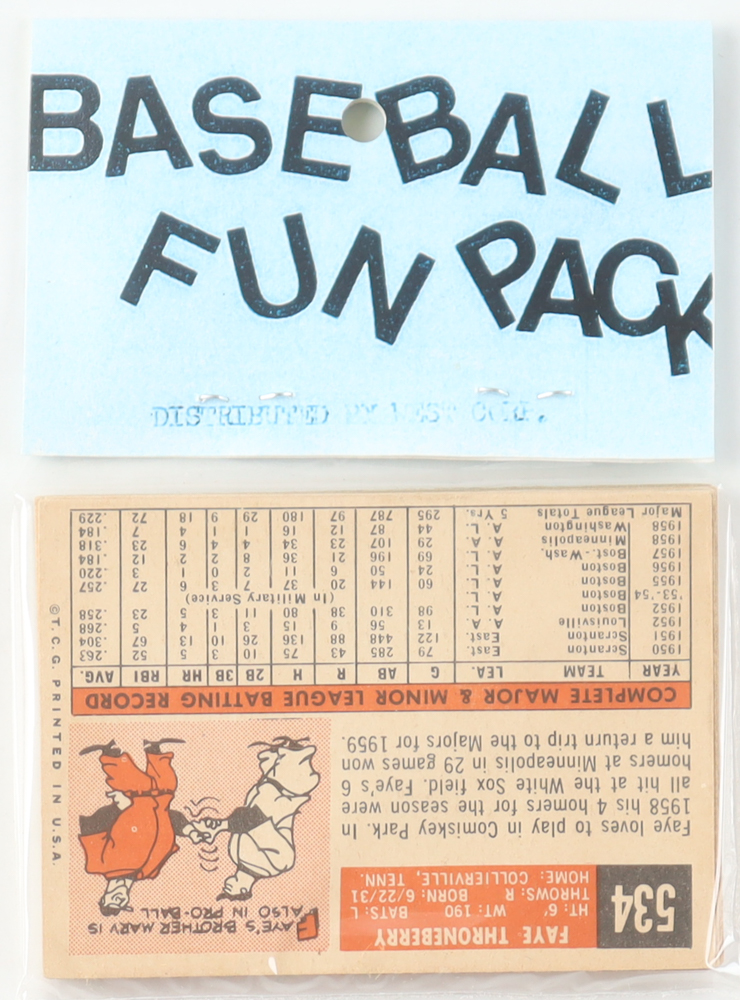 BASEBALL
FUN PACK
DISTRIBUTED BY WEST CORP.
534
FAYE THRONEBERRY
HT: 6' WT: 190 BATS: L
THROWS: R BORN: 6/22/31
HOME: COLLIERVILLE, TENN.
FAYE'S BROTHER MARV IS
ALSO IN PRO-BALL
Faye loves to play in Comiskey Park. In
1958 his 4 homers for the season were
all hit at the White Sox field. Faye's 6
homers at Minneapolis in 29 games won
him a return trip to the Majors for 1959.
COMPLETE MAJOR & MINOR LEAGUE BATTING RECORD
YEAR TEAM LEA. G AB R H 2B 3B HR RBI AVG.
1950 Scranton East. 79 285 43 75 10 3 5 52 .263
1951 Scranton East. 122 448 88 136 26 10 13 67 .304
1952 Louisville A. A. 13 56 9 15 3 1 4 5 .268
1952 Boston A. L. 98 310 38 80 11 3 5 23 .258
'53-'54 Boston (In Military Service)
1955 Boston A. L. 60 144 20 37 7 3 6 27 .257
1956 Boston A. L. 24 50 6 11 2 0 1 3 .220
1957 Bost.-Wash. A. L. 69 196 21 36 8 2 2 12 .184
1958 Minneapolis A. A. 29 107 23 34 4 4 6 23 .318
1958 Washington A. L. 44 87 12 16 1 1 4 7 .184
Major League Totals 5 Yrs. 295 787 97 180 29 9 18 72 .229
© T. C. G. PRINTED IN U.S.A.